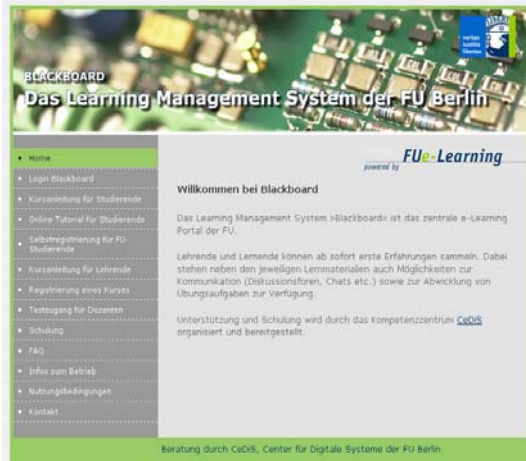 BLACKBOARD
Das Learning Management System der FU Berlin
veritas
iustitia
libertas
Home
Login Blackboard
Kurzanleitung für Studierende
Online Tutorial für Studierende
Selbstregistrierung für FU-
Studierende
Kurzanleitung für Lehrende
Registrierung eines Kurses
Testzugang für Dozenten
Schulung
FAQ
Infos zum Betrieb
Nutzungsbedingungen
Kontakt
powered by FUe-Learning
Willkommen bei Blackboard
Das Learning Management System »Blackboard« ist das zentrale e-Learning
Portal der FU.
Lehrende und Lernende können ab sofort erste Erfahrungen sammeln. Dabei
stehen neben den jeweiligen Lernmaterialien auch Möglichkeiten zur
Kommunikation (Diskussionsforen, Chats etc.) sowie zur Abwicklung von
Übungsaufgaben zur Verfügung.
Unterstützung und Schulung wird durch das Kompetenzzentrum CeDiS
organisiert und bereitgestellt.
Beratung durch CeDiS, Center für Digitale Systeme der FU Berlin